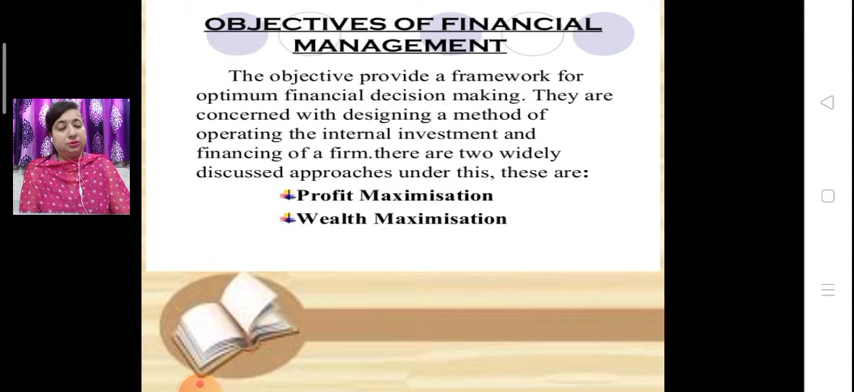 OBJECTIVES OF FINANCIAL
MANAGEMENT
The objective provide a framework for
optimum financial decision making. They are
concerned with designing a method of
operating the internal investment and
financing of a firm.there are two widely
discussed approaches under this, these are:
Profit Maximisation
Wealth Maximisation